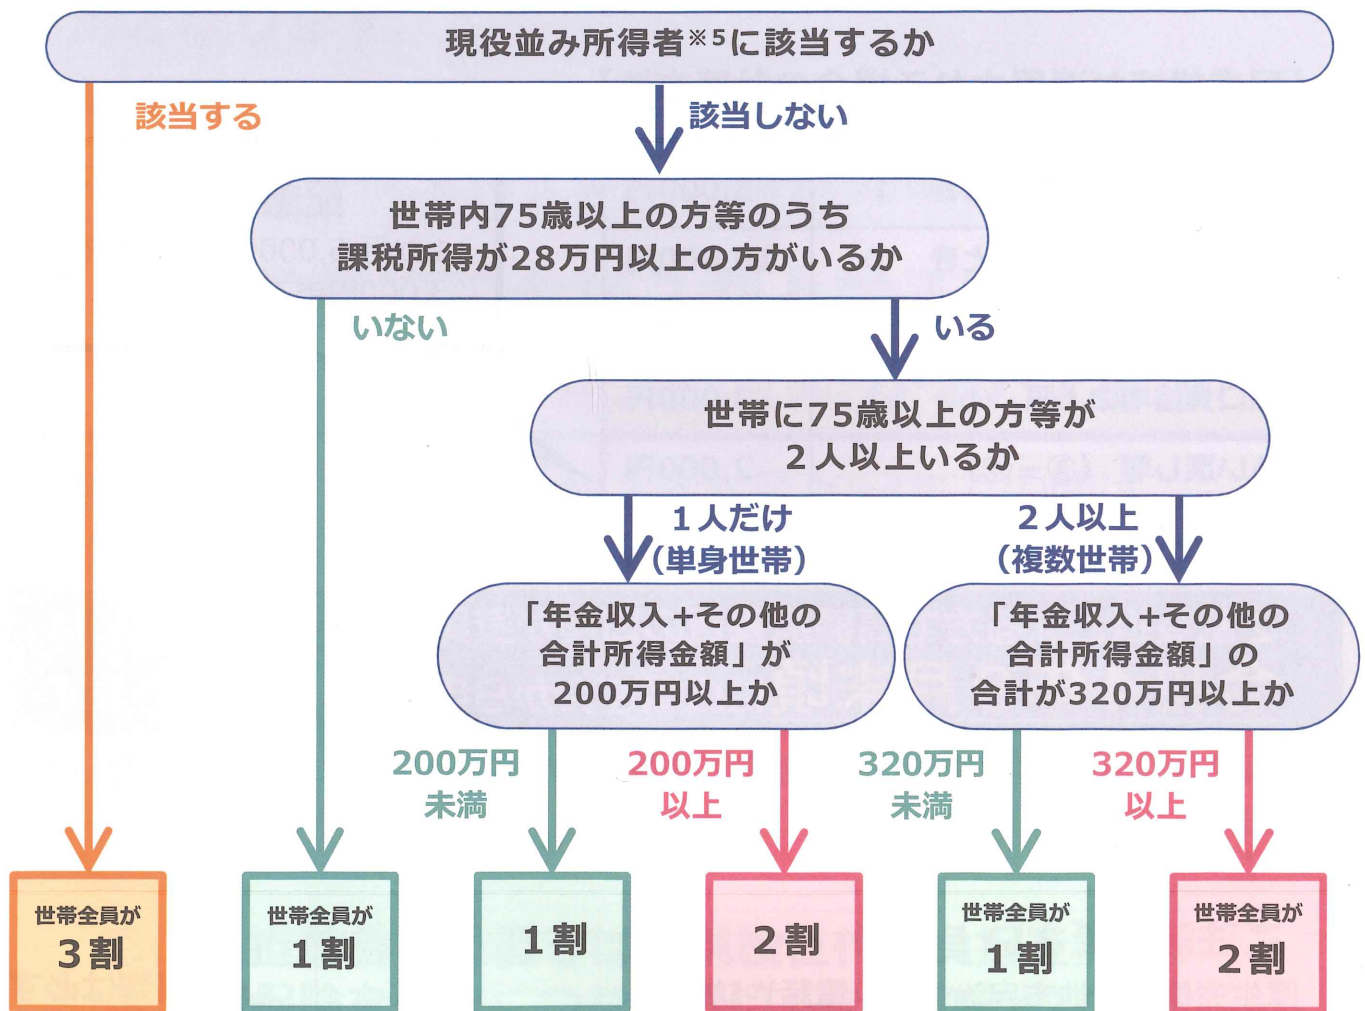 現役並み所得者※5に該当するか
該当する
該当しない
世帯内75歳以上の方等のうち
課税所得が28万円以上の方がいるか
いない
いる
世帯に75歳以上の方等が
2人以上いるか
1人だけ
(単身世帯)
2人以上
(複数世帯)
「年金収入+その他の
合計所得金額」が
200万円以上か
「年金収入+その他の
合計所得金額」の
合計が320万円以上か
200万円
未満
200万円
以上
320万円
未満
320万円
以上
世帯全員が
3割
世帯全員が
1割
1割
2割
世帯全員が
1割
世帯全員が
2割